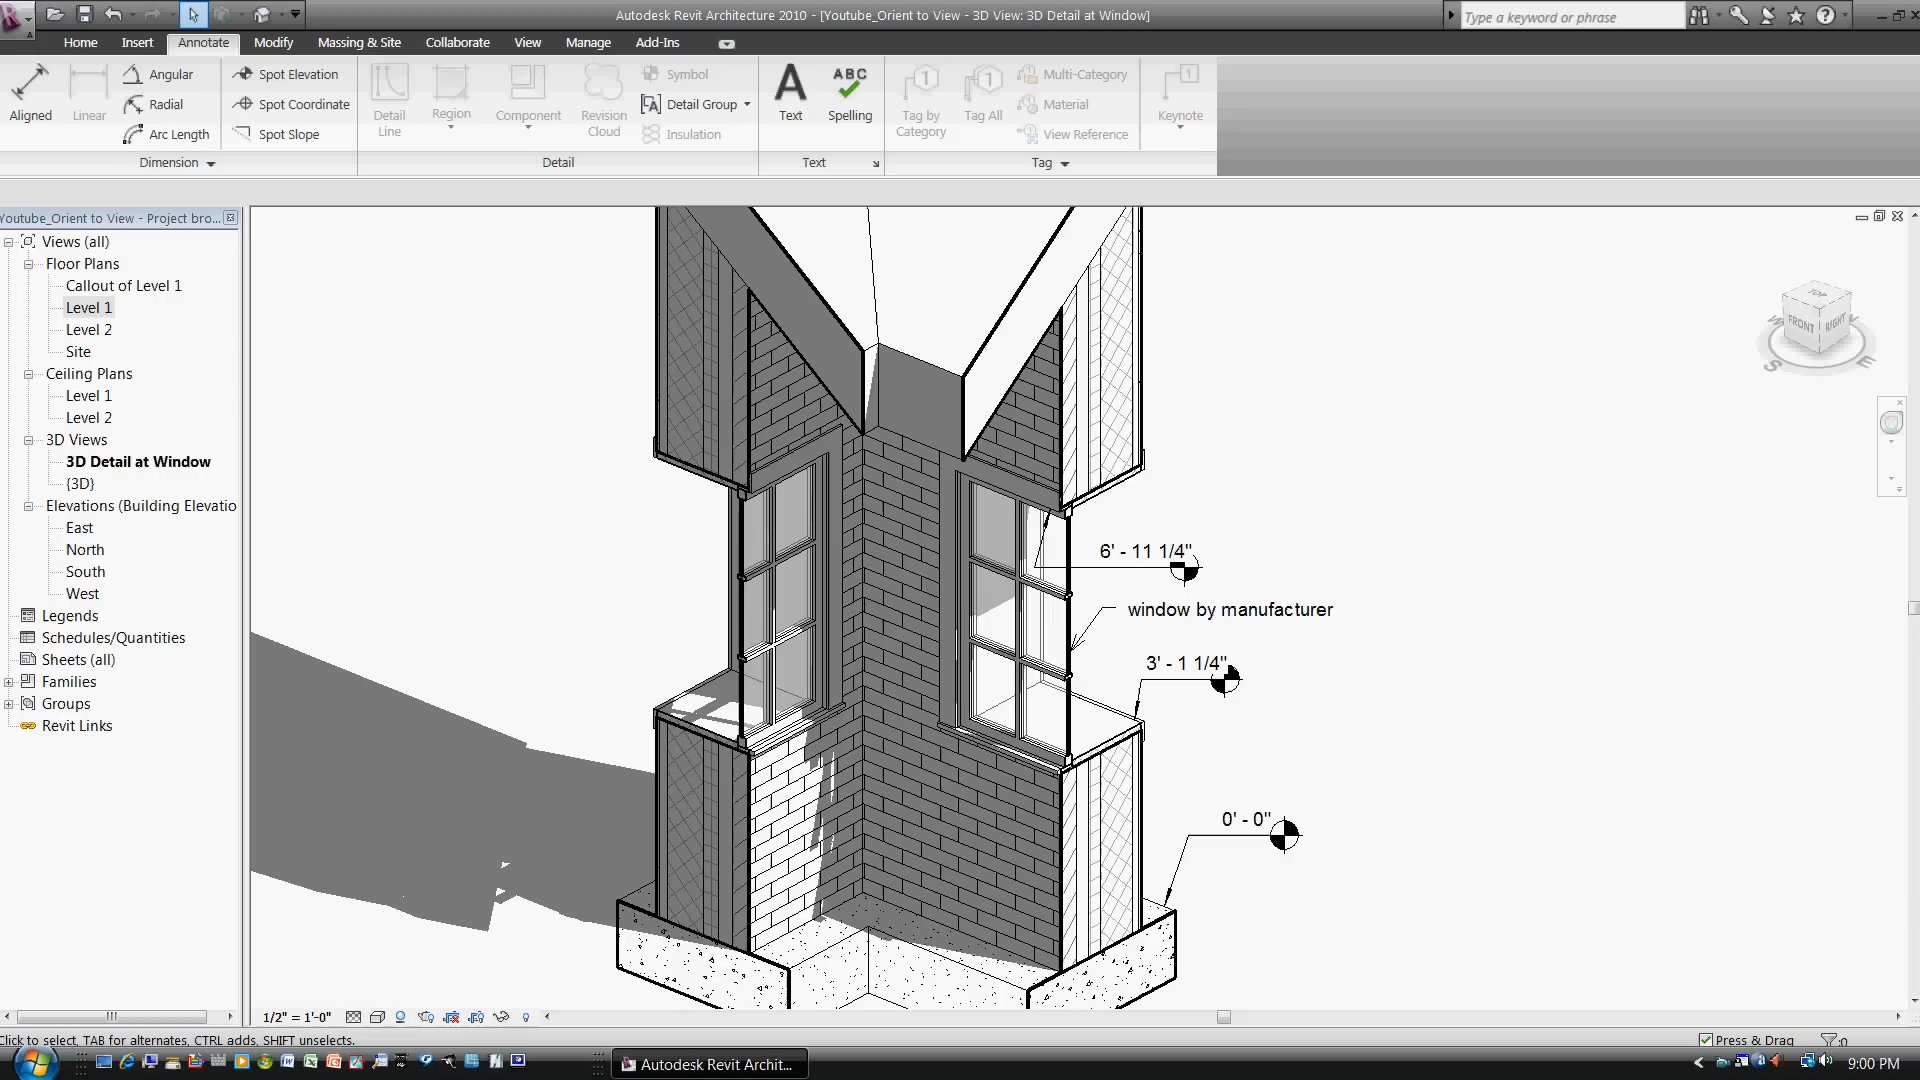 Autodesk Revit Architecture 2010 - [Youtube_Orient to View - 3D View: 3D Detail at Window]
Type a keyword or phrase
Home Insert Annotate Modify Massing & Site Collaborate View Manage Add-Ins
Aligned
Linear
Angular
Radial
Arc Length
Spot Elevation
Spot Coordinate
Spot Slope
Detail Line
Region
Component
Revision Cloud
Symbol
Detail Group
Insulation
A
Text
ABC
Spelling
Tag by Category
Tag All
Multi-Category
Material
View Reference
Keynote
Dimension Detail Text Tag
Youtube_Orient to View - Project bro...
Views (all)
Floor Plans
Callout of Level 1
Level 1
Level 2
Site
Ceiling Plans
Level 1
Level 2
3D Views
3D Detail at Window
{3D}
Elevations (Building Elevatio
East
North
South
West
Legends
Schedules/Quantities
Sheets (all)
Families
Groups
Revit Links
TOP
FRONT
RIGHT
S
E
6' - 11 1/4"
window by manufacturer
3' - 1 1/4"
0' - 0"
1/2" = 1'-0"
Click to select, TAB for alternates, CTRL adds, SHIFT unselects.
Press & Drag
:0
Autodesk Revit Archit...
9:00 PM